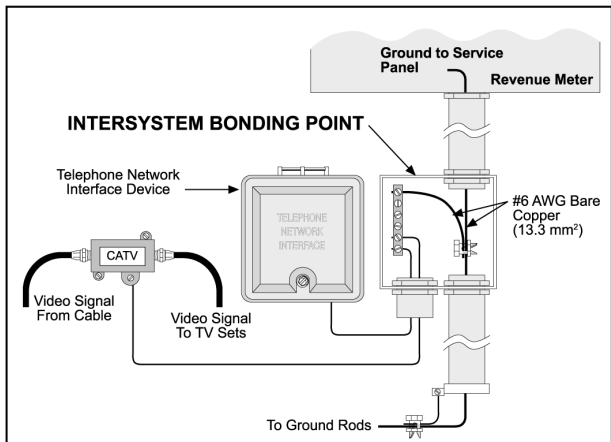 Ground to Service
Panel
Revenue Meter
INTERSYSTEM BONDING POINT
Telephone Network
Interface Device
#6 AWG Bare
Copper
(13.3 mm²)
TELEPHONE
NETWORK
INTERFACE
CATV
Video Signal
From Cable
Video Signal
To TV Sets
To Ground Rods